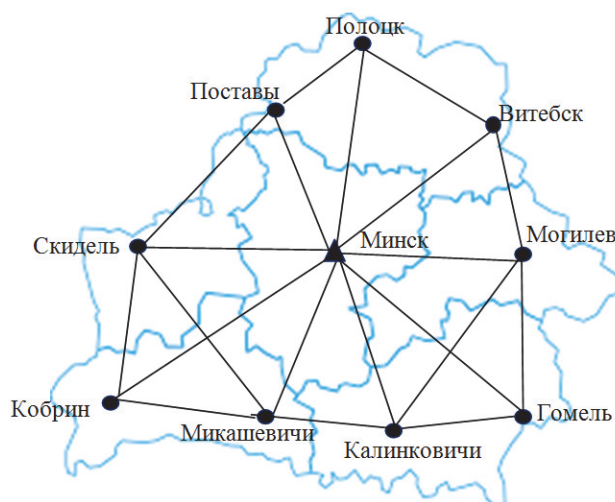 Полоцк
Поставы
Витебск
Скидель
Минск
Могилев
Кобрин
Микашевичи
Калинковичи
Гомель